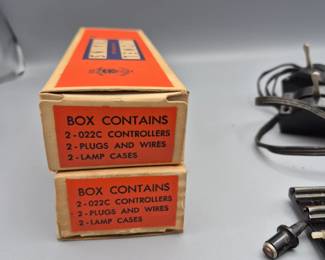 BOX CONTAINS
2-022C CONTROLLERS
2-PLUGS AND WIRES
2-LAMP CASES
BOX CONTAINS
2-022C CONTROLLERS
2-PLUGS AND WIRES
2-LAMP CASES